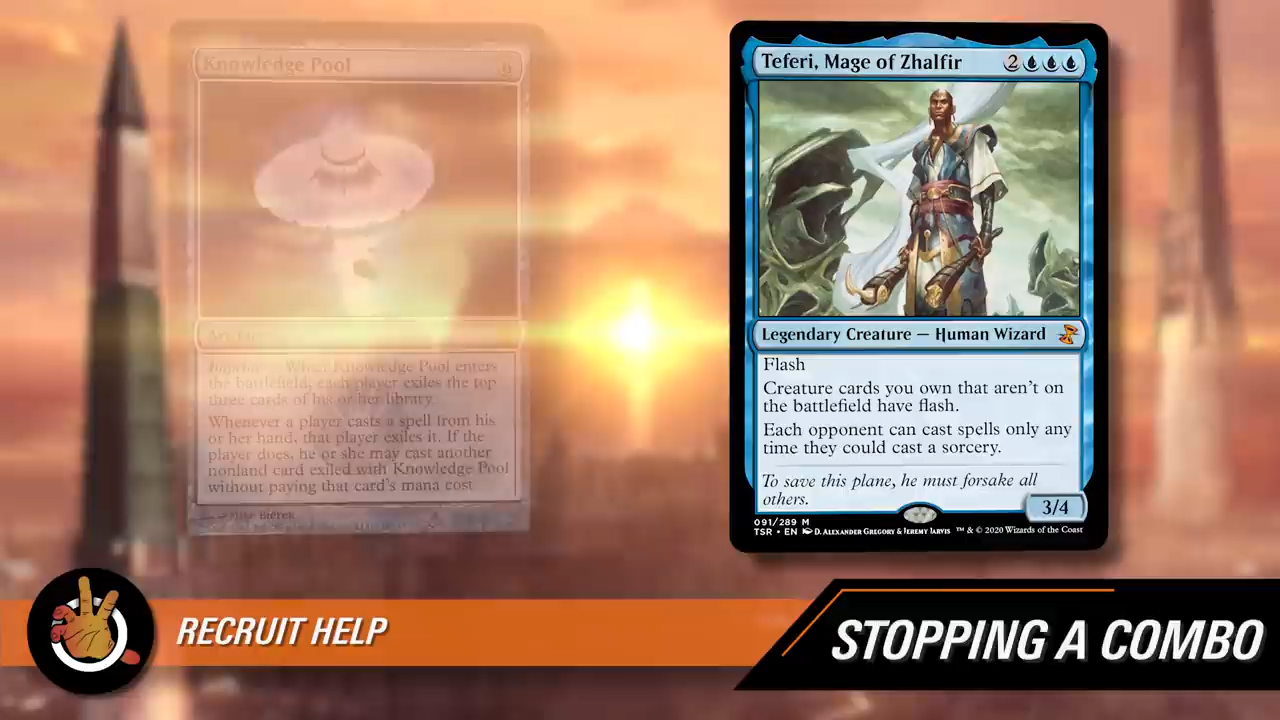 Knowledge Pool 6
Imprint — When Knowledge Pool enters
the battlefield, each player exiles the top
three cards of his or her library.
Whenever a player casts a spell from his
or her hand, that player exiles it. If the
player does, he or she may cast another
nonland card exiled with Knowledge Pool
without paying that card's mana cost
Mike Bierek
Teferi, Mage of Zhalfir 2
Legendary Creature — Human Wizard
Flash
Creature cards you own that aren't on
the battlefield have flash.
Each opponent can cast spells only any
time they could cast a sorcery.
To save this plane, he must forsake all
others.
3/4
091/289 M
TSR • EN D. Alexander Gregory & Jeremy Jarvis ™ & © 2020 Wizards of the Coast
RECRUIT HELP
STOPPING A COMBO